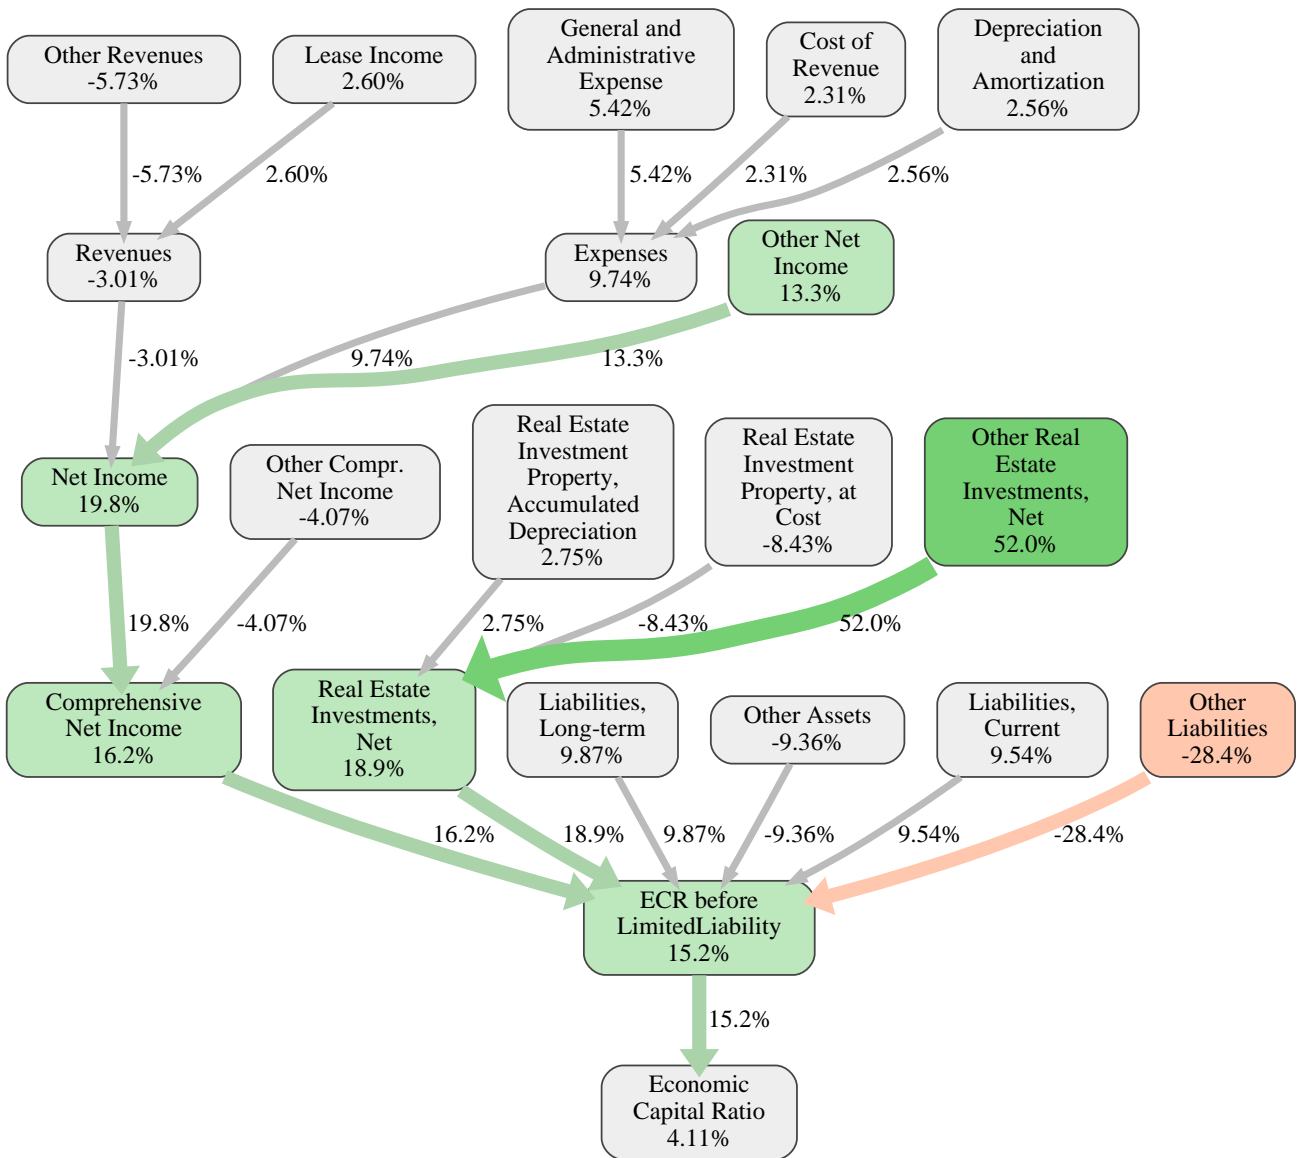 Other Revenues
-5.73%
Lease Income
2.60%
General and
Administrative
Expense
5.42%
Cost of
Revenue
2.31%
Depreciation
and
Amortization
2.56%
-5.73%
2.60%
5.42%
2.31%
2.56%
Revenues
-3.01%
Expenses
9.74%
Other Net
Income
13.3%
-3.01%
9.74%
13.3%
Net Income
19.8%
Other Compr.
Net Income
-4.07%
Real Estate
Investment
Property,
Accumulated
Depreciation
2.75%
Real Estate
Investment
Property, at
Cost
-8.43%
Other Real
Estate
Investments,
Net
52.0%
19.8%
-4.07%
2.75%
-8.43%
52.0%
Comprehensive
Net Income
16.2%
Real Estate
Investments,
Net
18.9%
Liabilities,
Long-term
9.87%
Other Assets
-9.36%
Liabilities,
Current
9.54%
Other
Liabilities
-28.4%
16.2%
18.9%
9.87%
-9.36%
9.54%
-28.4%
ECR before
LimitedLiability
15.2%
15.2%
Economic
Capital Ratio
4.11%